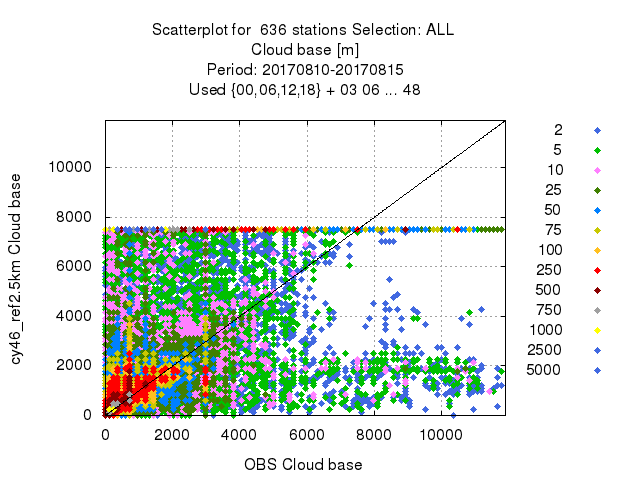 Scatterplot for 636 stations Selection: ALL
Cloud base [m]
Period: 20170810-20170815
Used {00,06,12,18} + 03 06 ... 48
cy46_ref2.5km Cloud base
10000
8000
6000
4000
2000
0
0 2000 4000 6000 8000 10000
OBS Cloud base
2
5
10
25
50
75
100
250
500
750
1000
2500
5000